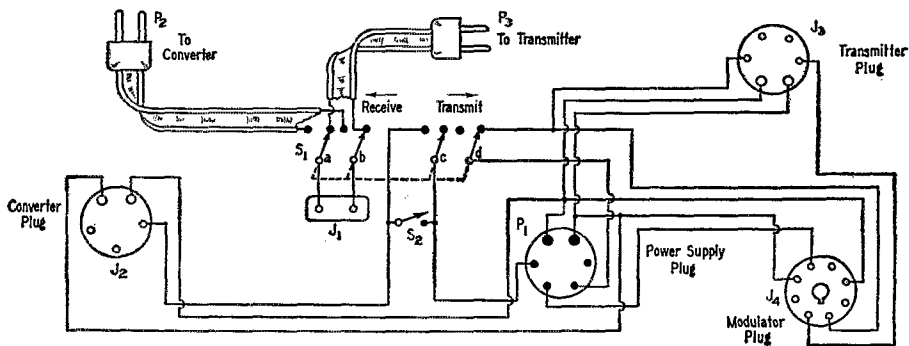 P2
To
Converter
P3
To Transmitter
J3
Transmitter
Plug
Receive
Transmit
S1
a
b
c
d
J1
S2
Converter
Plug
J2
P1
Power Supply
Plug
J4
Modulator
Plug